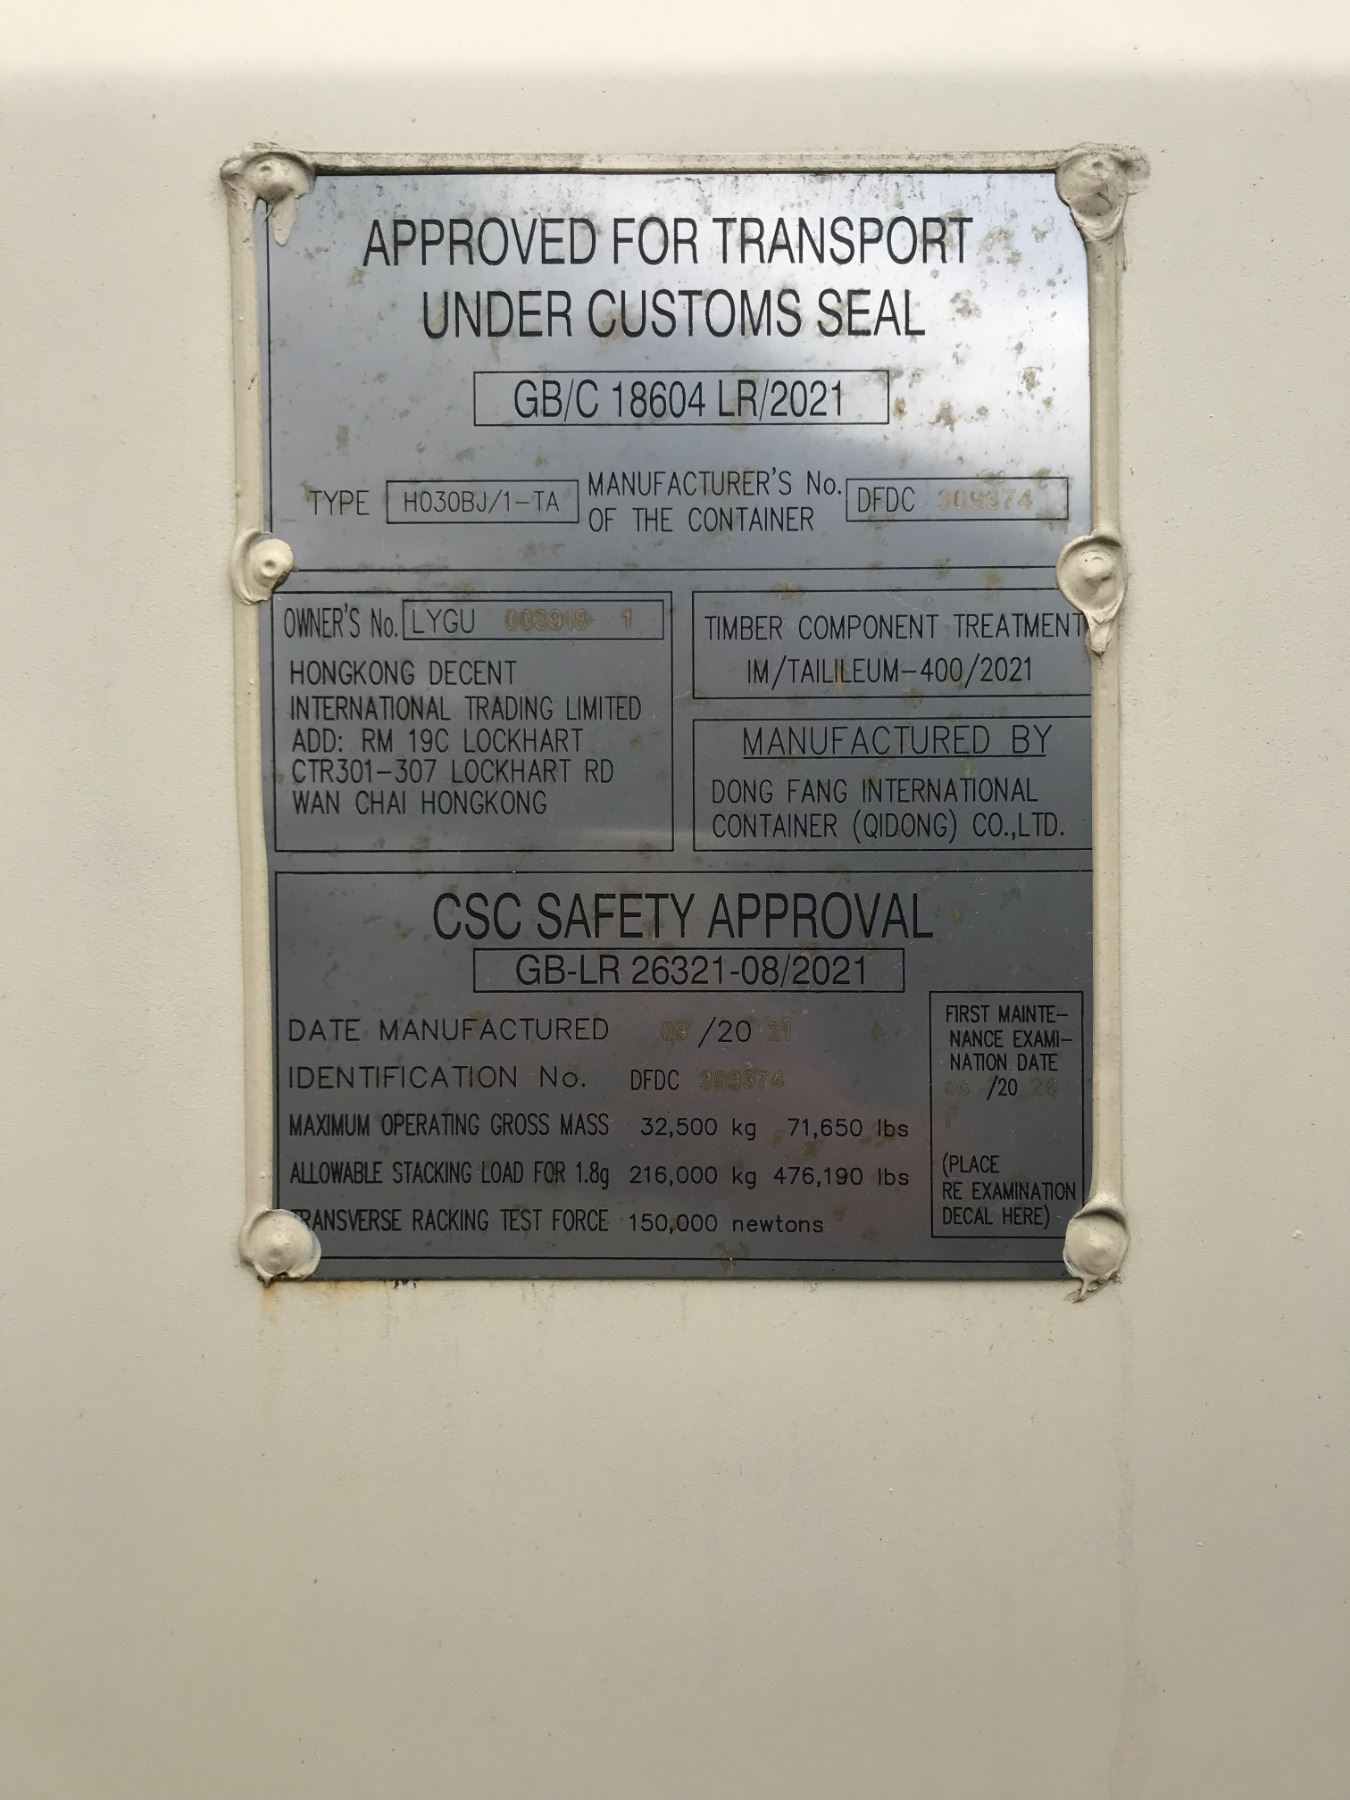 APPROVED FOR TRANSPORT
UNDER CUSTOMS SEAL
GB/C 18604 LR/2021
TYPE H030BJ/1-TA
MANUFACTURER'S No.
OF THE CONTAINER
DFDC 309374
OWNER'S No. LYGU 1
HONGKONG DECENT
INTERNATIONAL TRADING LIMITED
ADD: RM 19C LOCKHART
CTR301-307 LOCKHART RD
WAN CHAI HONGKONG
TIMBER COMPONENT TREATMENT
IM/TAILILEUM-400/2021
MANUFACTURED BY
DONG FANG INTERNATIONAL
CONTAINER (QIDONG) CO.,LTD.
CSC SAFETY APPROVAL
GB-LR 26321-08/2021
DATE MANUFACTURED /20 21
IDENTIFICATION No. DFDC 309374
MAXIMUM OPERATING GROSS MASS 32,500 kg 71,650 lbs
ALLOWABLE STACKING LOAD FOR 1.8g 216,000 kg 476,190 lbs
TRANSVERSE RACKING TEST FORCE 150,000 newtons
FIRST MAINTE-
NANCE EXAMI-
NATION DATE
/20
(PLACE
RE EXAMINATION
DECAL HERE)